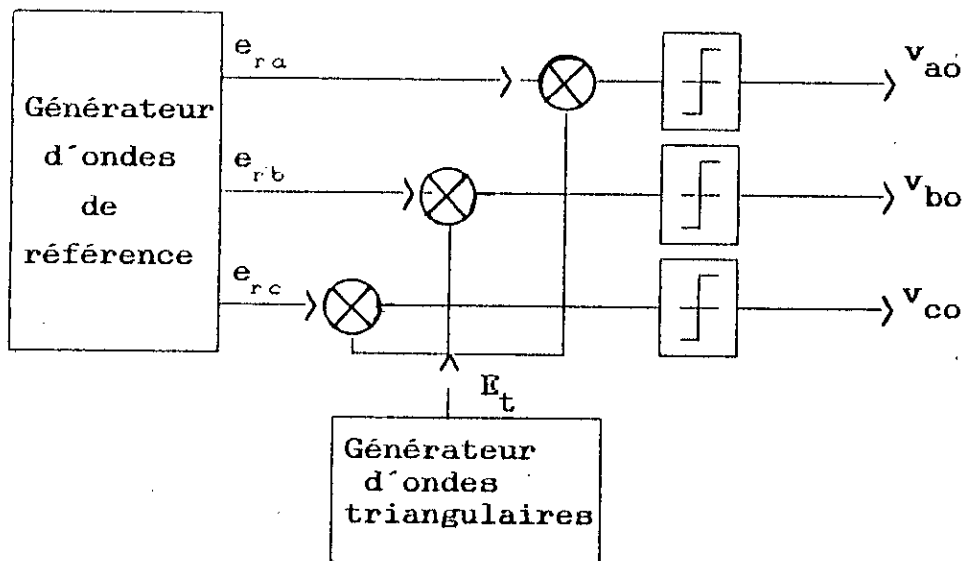 Générateur
d´ondes
de
référence
e_ra
e_rb
e_rc
v_ao
v_bo
v_co
E_t
Générateur
d´ondes
triangulaires